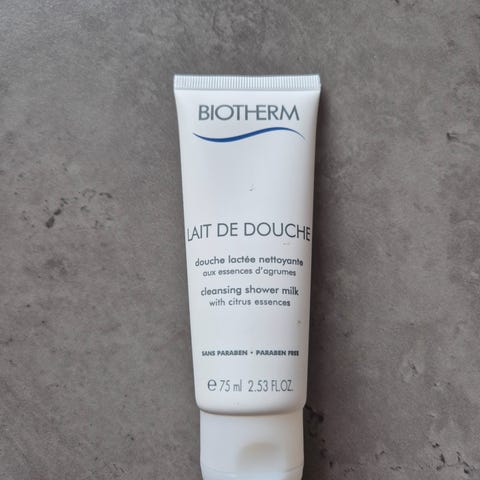 BIOTHERM
LAIT DE DOUCHE
douche lactée nettoyante
aux essences d'agrumes
cleansing shower milk
with citrus essences
SANS PARABEN • PARABEN FREE
℮ 75 ml 2.53 FL.OZ.